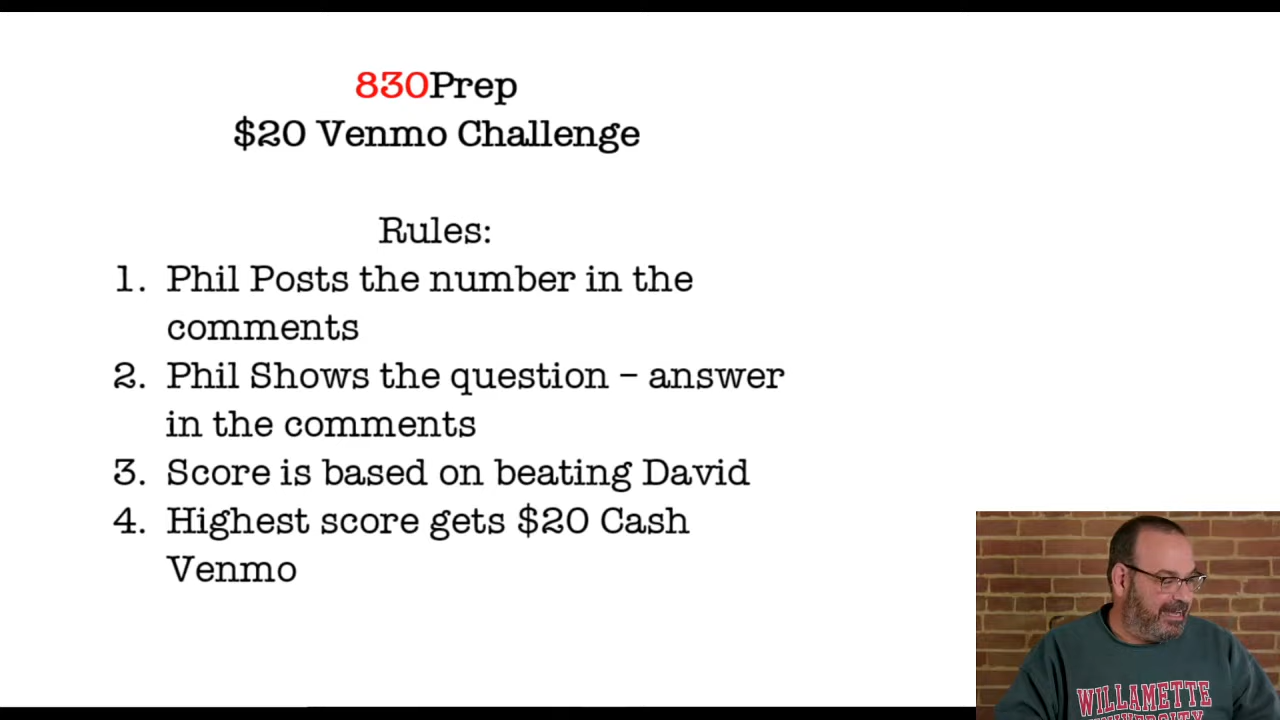 830Prep
$20 Venmo Challenge
Rules:
1. Phil Posts the number in the
comments
2. Phil Shows the question – answer
in the comments
3. Score is based on beating David
4. Highest score gets $20 Cash
Venmo
WILLAMETTE
UNIVERSITY